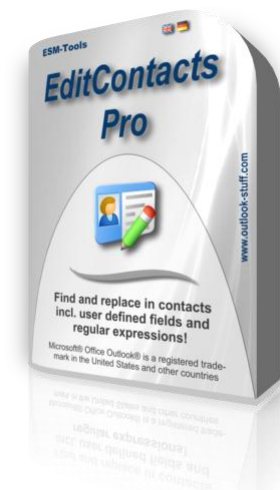 ESM-Tools
EditContacts
Pro
www.outlook-stuff.com
Find and replace in contacts
incl. user defined fields and
regular expressions!
Microsoft® Office Outlook® is a registered trade-
mark in the United States and other countries